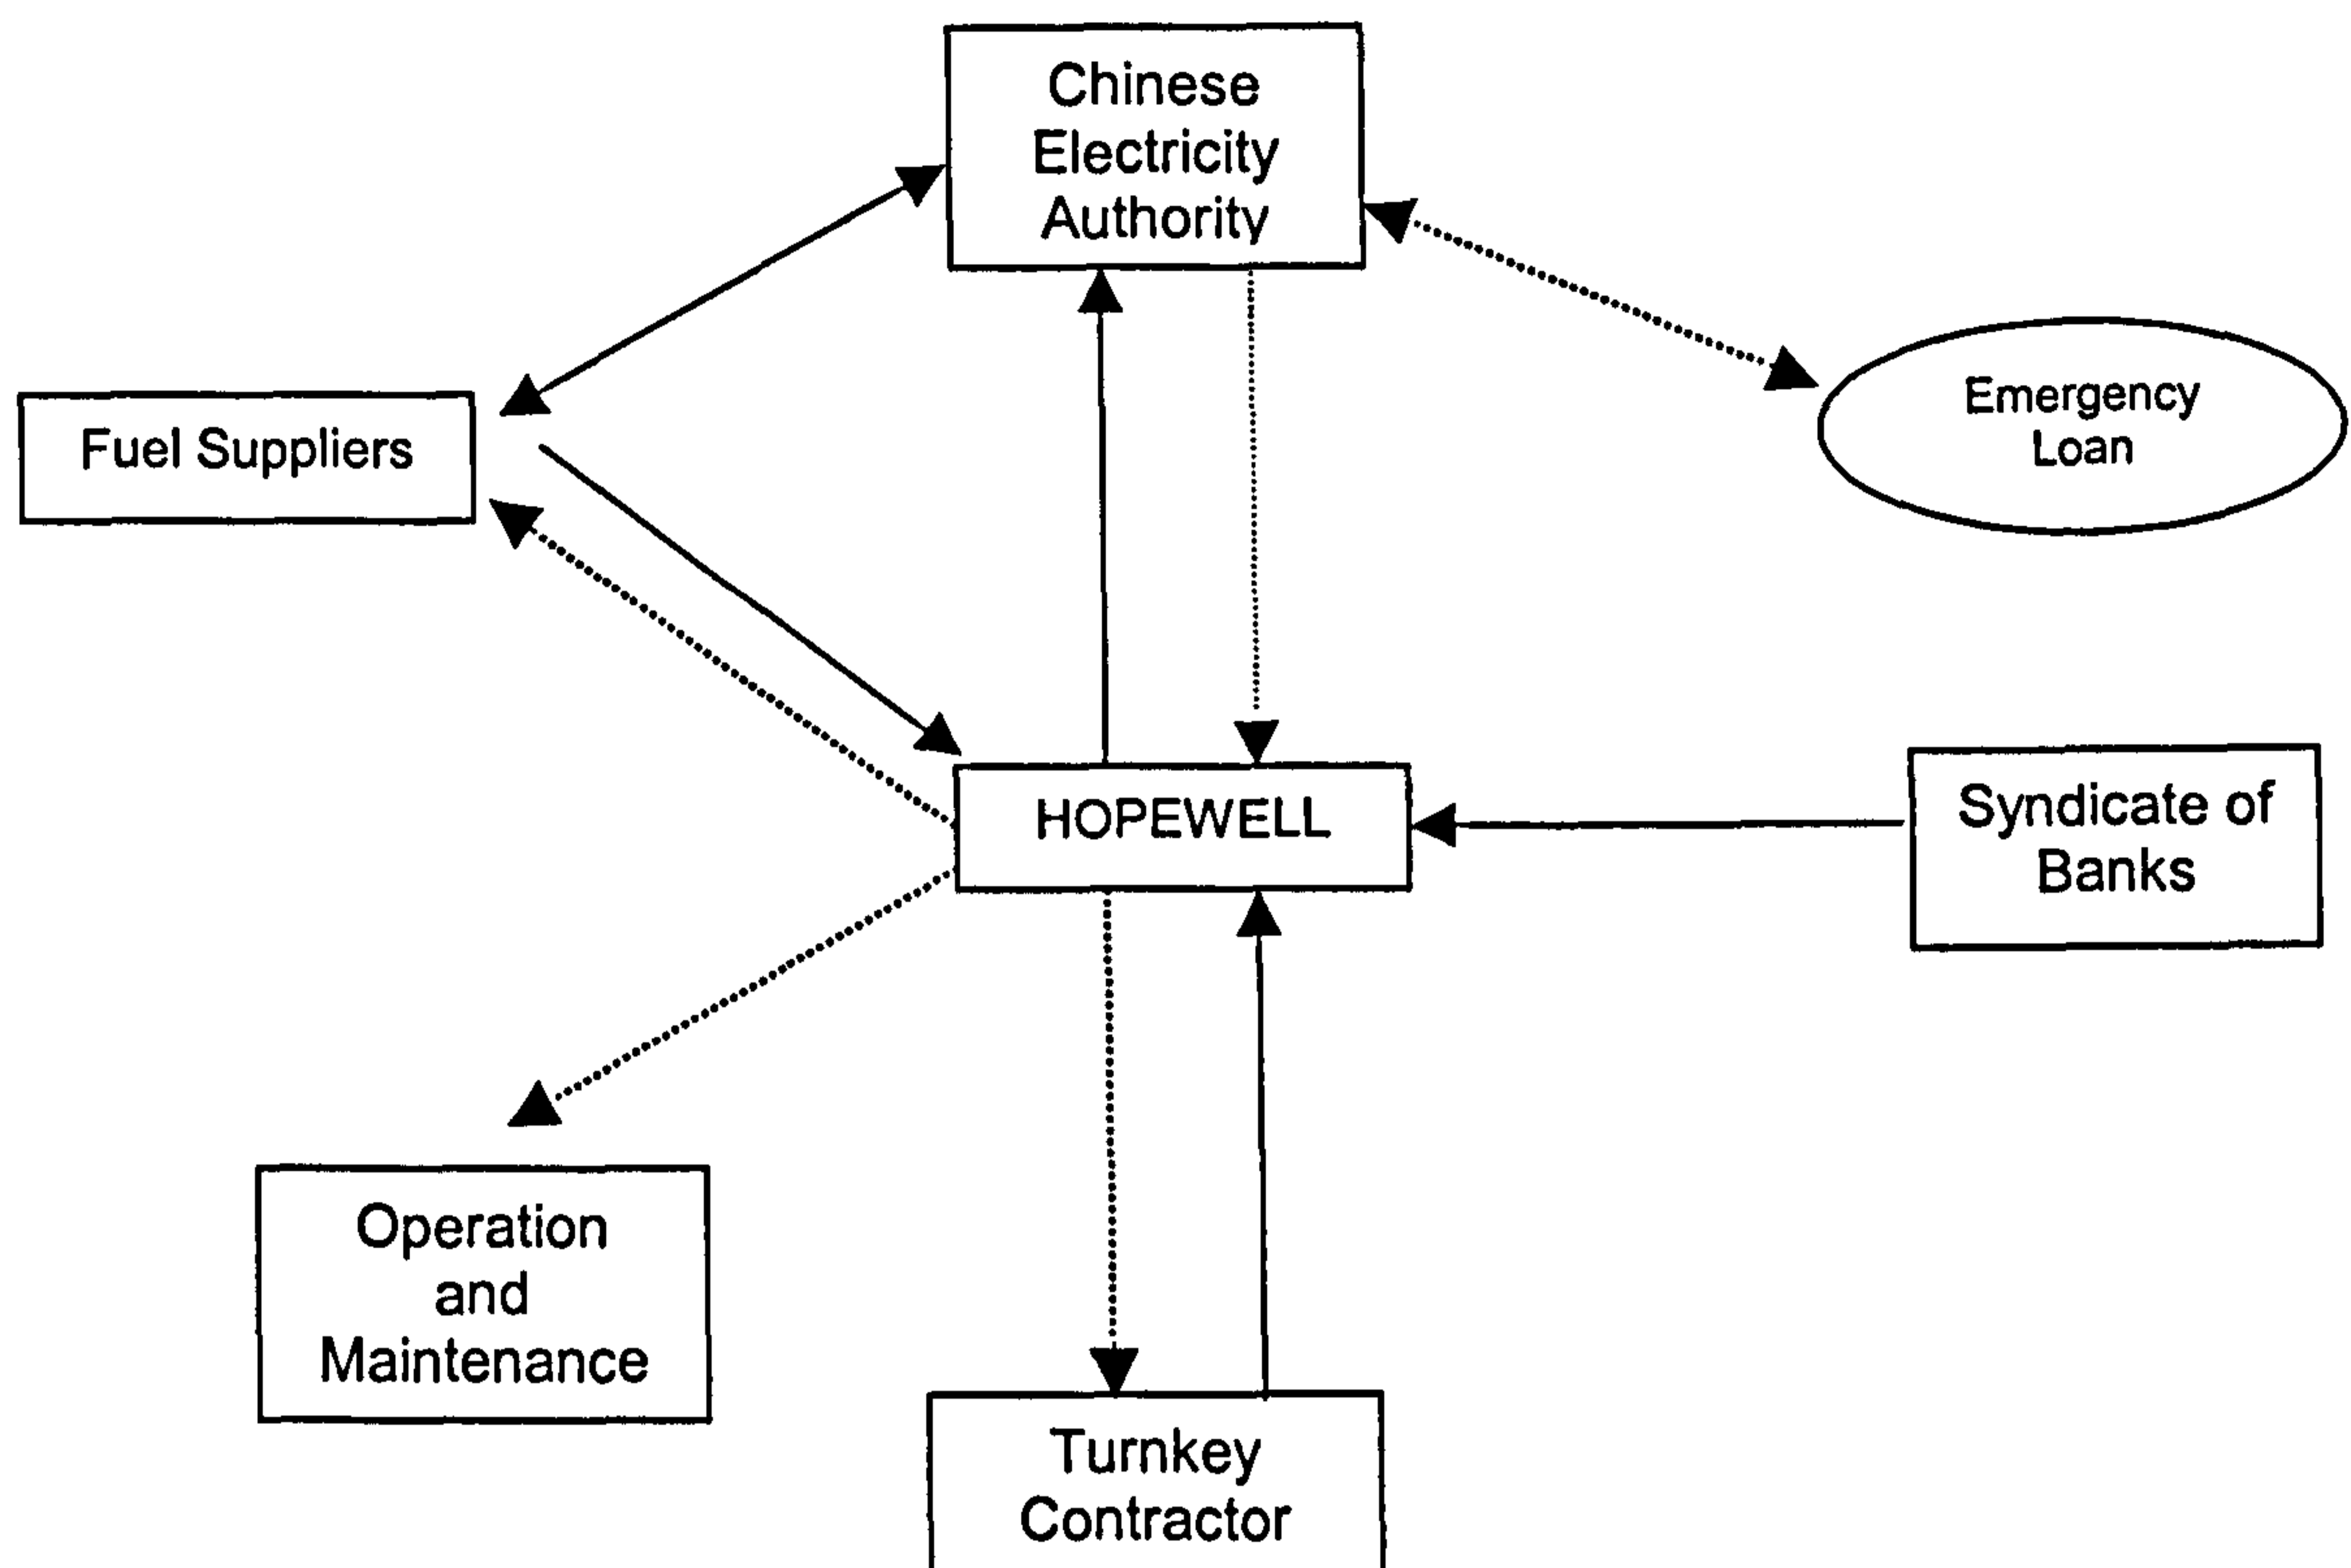 Chinese
Electricity
Authority
Fuel Suppliers
Emergency
Loan
HOPEWELL
Syndicate of
Banks
Operation
and
Maintenance
Turnkey
Contractor